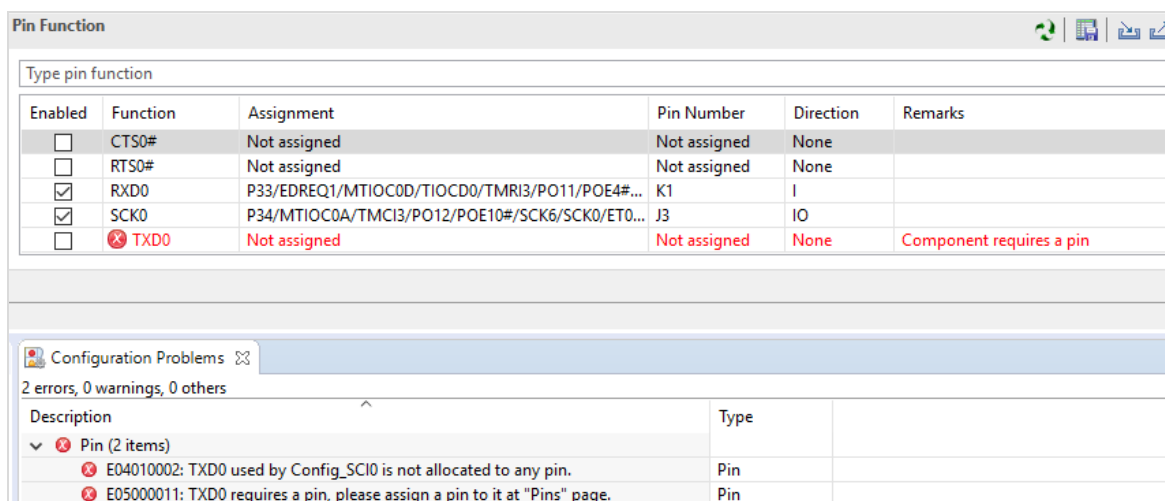 Pin Function
Type pin function
Enabled Function Assignment Pin Number Direction Remarks
CTS0# Not assigned Not assigned None
RTS0# Not assigned Not assigned None
RXD0 P33/EDREQ1/MTIOC0D/TIOCD0/TMRI3/PO11/POE4#... K1 I
SCK0 P34/MTIOC0A/TMCI3/PO12/POE10#/SCK6/SCK0/ET0... J3 IO
TXD0 Not assigned Not assigned None Component requires a pin
Configuration Problems
2 errors, 0 warnings, 0 others
Description Type
Pin (2 items)
E04010002: TXD0 used by Config_SCI0 is not allocated to any pin. Pin
E05000011: TXD0 requires a pin, please assign a pin to it at "Pins" page. Pin